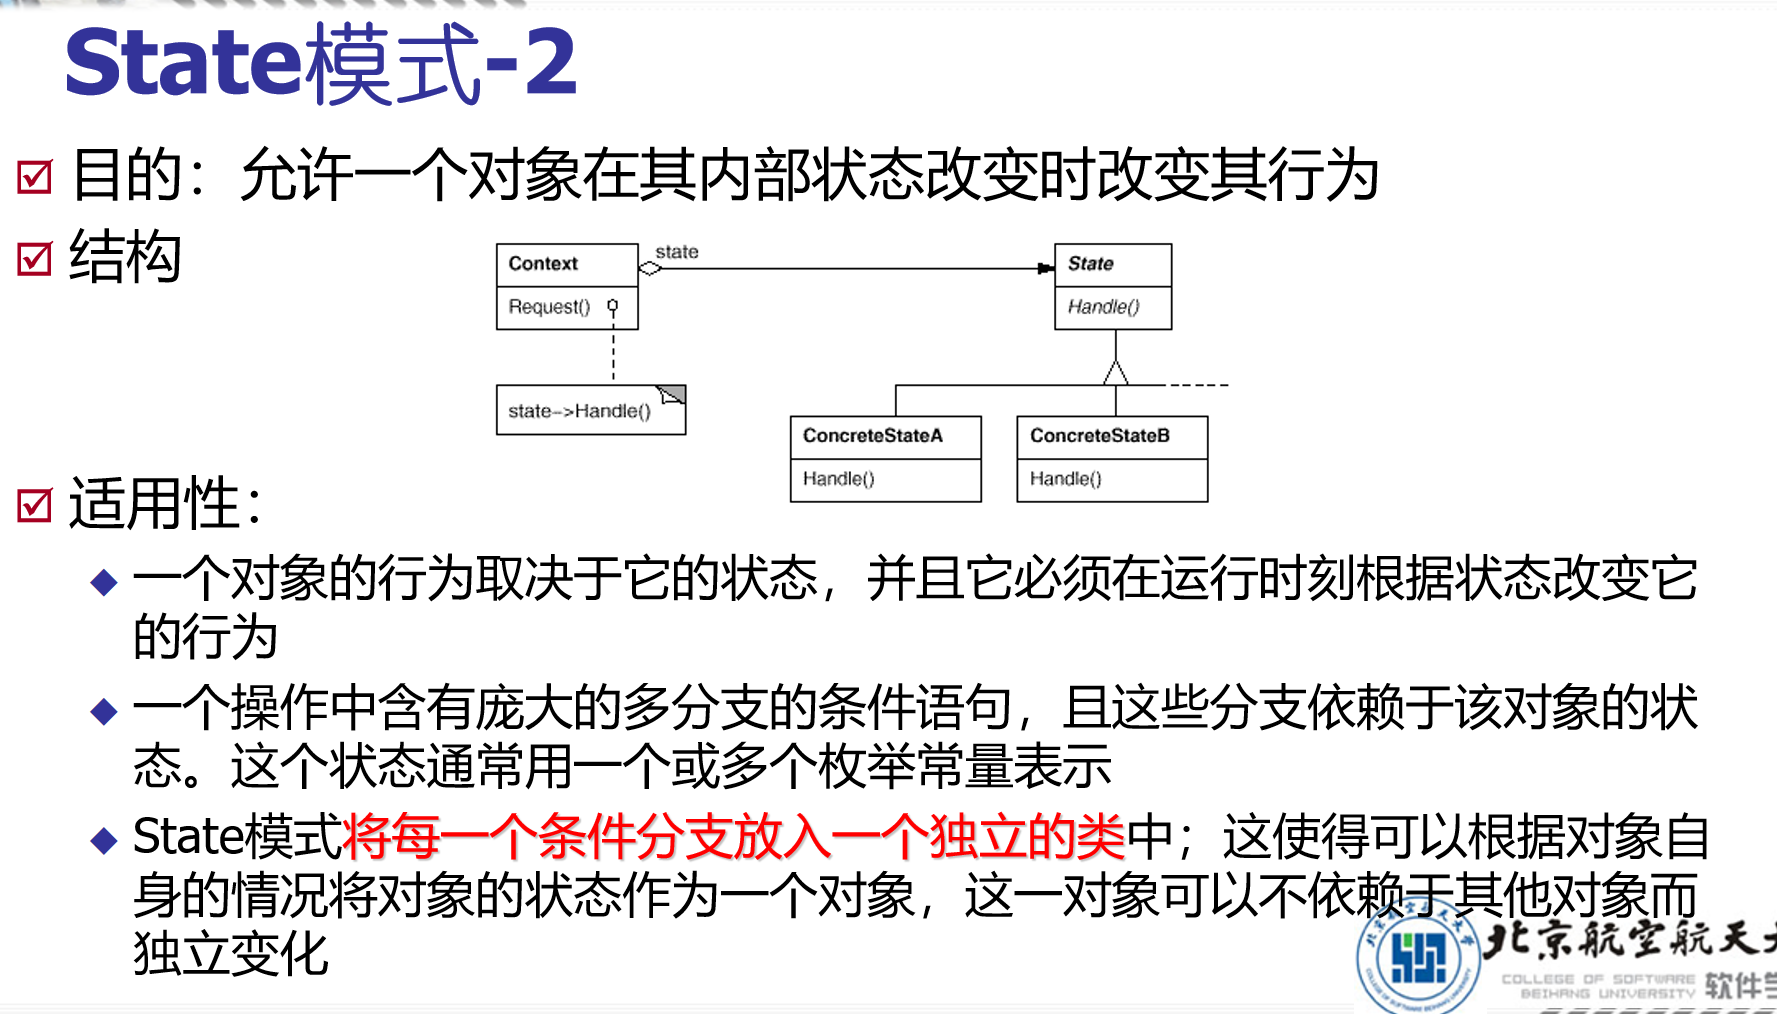 State模式-2
目的：允许一个对象在其内部状态改变时改变其行为
结构
state
Context
Request()
state->Handle()
State
Handle()
ConcreteStateA
Handle()
ConcreteStateB
Handle()
适用性：
一个对象的行为取决于它的状态，并且它必须在运行时刻根据状态改变它
的行为
一个操作中含有庞大的多分支的条件语句，且这些分支依赖于该对象的状
态。这个状态通常用一个或多个枚举常量表示
State模式将每一个条件分支放入一个独立的类中；这使得可以根据对象自
身的情况将对象的状态作为一个对象，这一对象可以不依赖于其他对象而
独立变化
北京航空航天
COLLEGE OF SOFTWARE
BEIHANG UNIVERSITY
软件